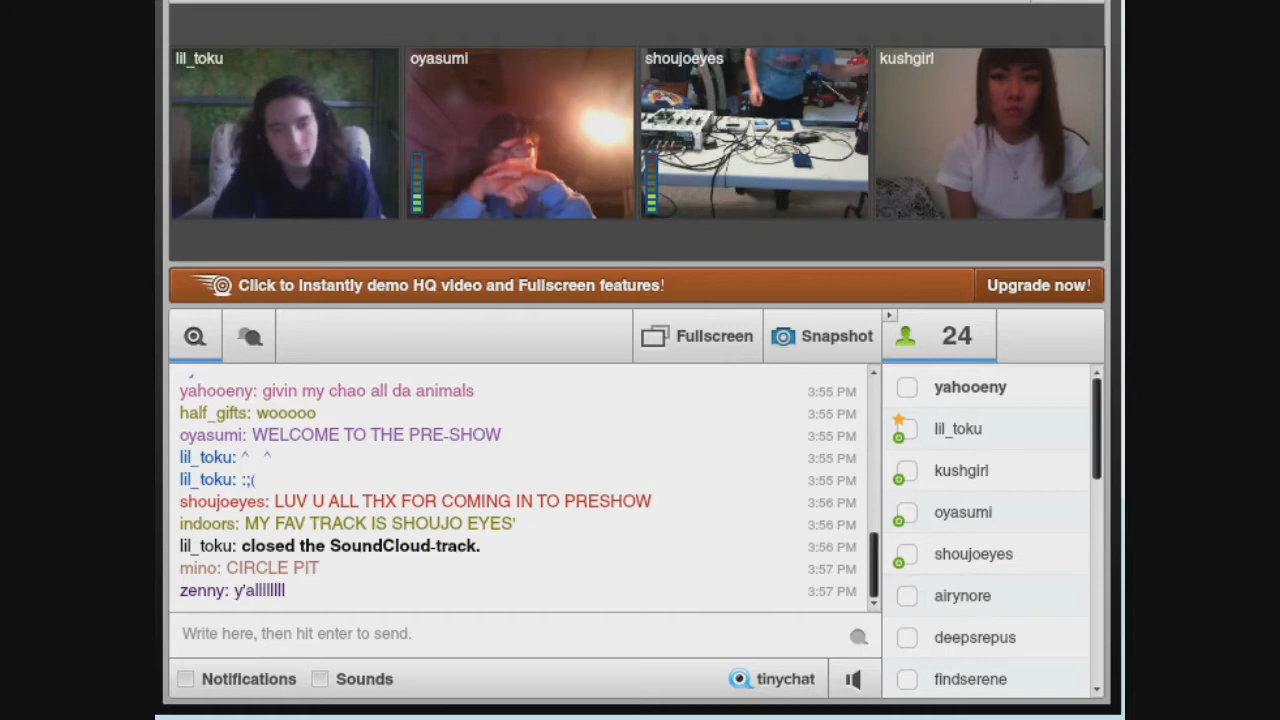 lil_toku
oyasumi
shoujoeyes
kushgirl
Click to instantly demo HQ video and Fullscreen features!
Upgrade now!
Fullscreen
Snapshot
24
yahooeny: givin my chao all da animals 3:55 PM
half_gifts: wooooo 3:55 PM
oyasumi: WELCOME TO THE PRE-SHOW 3:55 PM
lil_toku: ^ ^ 3:55 PM
lil_toku: :;( 3:55 PM
shoujoeyes: LUV U ALL THX FOR COMING IN TO PRESHOW 3:56 PM
indoors: MY FAV TRACK IS SHOUJO EYES' 3:56 PM
lil_toku: closed the SoundCloud-track. 3:56 PM
mino: CIRCLE PIT 3:57 PM
zenny: y'allllllll 3:57 PM
Write here, then hit enter to send.
Notifications
Sounds
tinychat
yahooeny
lil_toku
kushgirl
oyasumi
shoujoeyes
airynore
deepsrepus
findserene